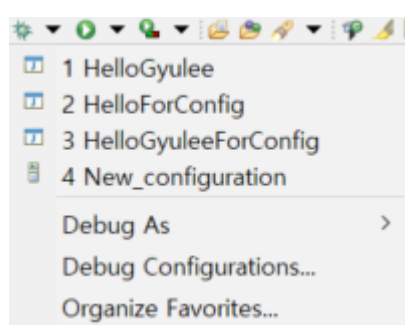 1 HelloGyulee
2 HelloForConfig
3 HelloGyuleeForConfig
4 New_configuration
Debug As
Debug Configurations...
Organize Favorites...